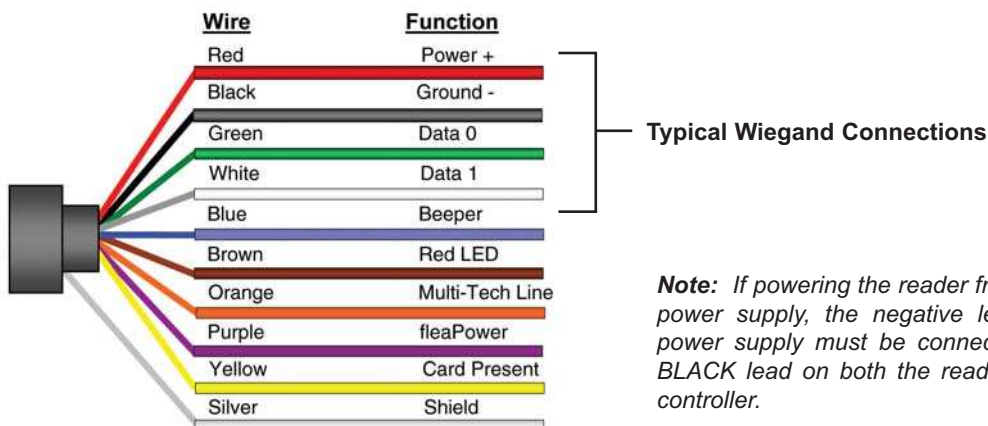 Wire Function
Red Power +
Black Ground -
Green Data 0
White Data 1
Blue Beeper
Brown Red LED
Orange Multi-Tech Line
Purple fleaPower
Yellow Card Present
Silver Shield
Typical Wiegand Connections
Note: If powering the reader
power supply, the negative
power supply must be
BLACK lead on both the
controller.